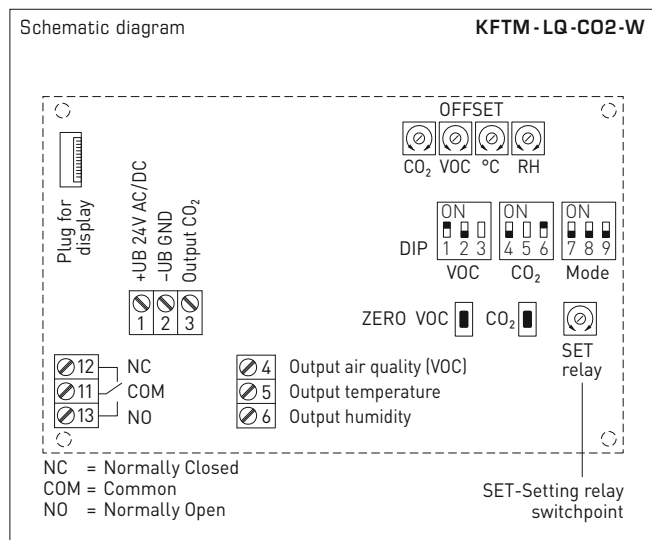 Schematic diagram KFTM-LQ-CO2-W
OFFSET
CO₂ VOC °C RH
Plug for
display
+UB 24V AC/DC
-UB GND
Output CO₂
1 2 3
DIP
ON ON ON
1 2 3 4 5 6 7 8 9
VOC CO₂ Mode
ZERO VOC CO₂
SET
relay
12 NC
11 COM
13 NO
4 Output air quality (VOC)
5 Output temperature
6 Output humidity
NC = Normally Closed
COM = Common
NO = Normally Open
SET-Setting relay
switchpoint